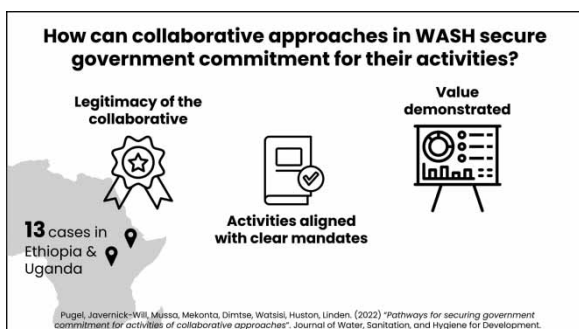 How can collaborative approaches in WASH secure
government commitment for their activities?
Legitimacy of the
collaborative
Value
demonstrated
Activities aligned
with clear mandates
13 cases in
Ethiopia &
Uganda
Pugel, Javernick-Will, Mussa, Mekonta, Dimtse, Watsisi, Huston, Linden. (2022) "Pathways for securing government
commitment for activities of collaborative approaches". Journal of Water, Sanitation, and Hygiene for Development.